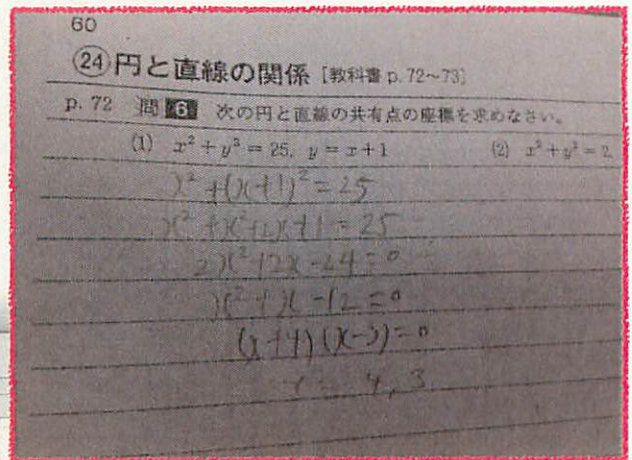 60
㉔ 円と直線の関係 [教科書 p. 72~73]
p. 72 問 6 次の円と直線の共有点の座標を求めなさい。
(1) x² + y² = 25, y = x + 1 (2) x² + y² = 2
x² + (x+1)² = 25
x² + x² + 2x + 1 = 25
2x² + 2x - 24 = 0
x² + x - 12 = 0
(x+4)(x-3) = 0
x = 4, 3